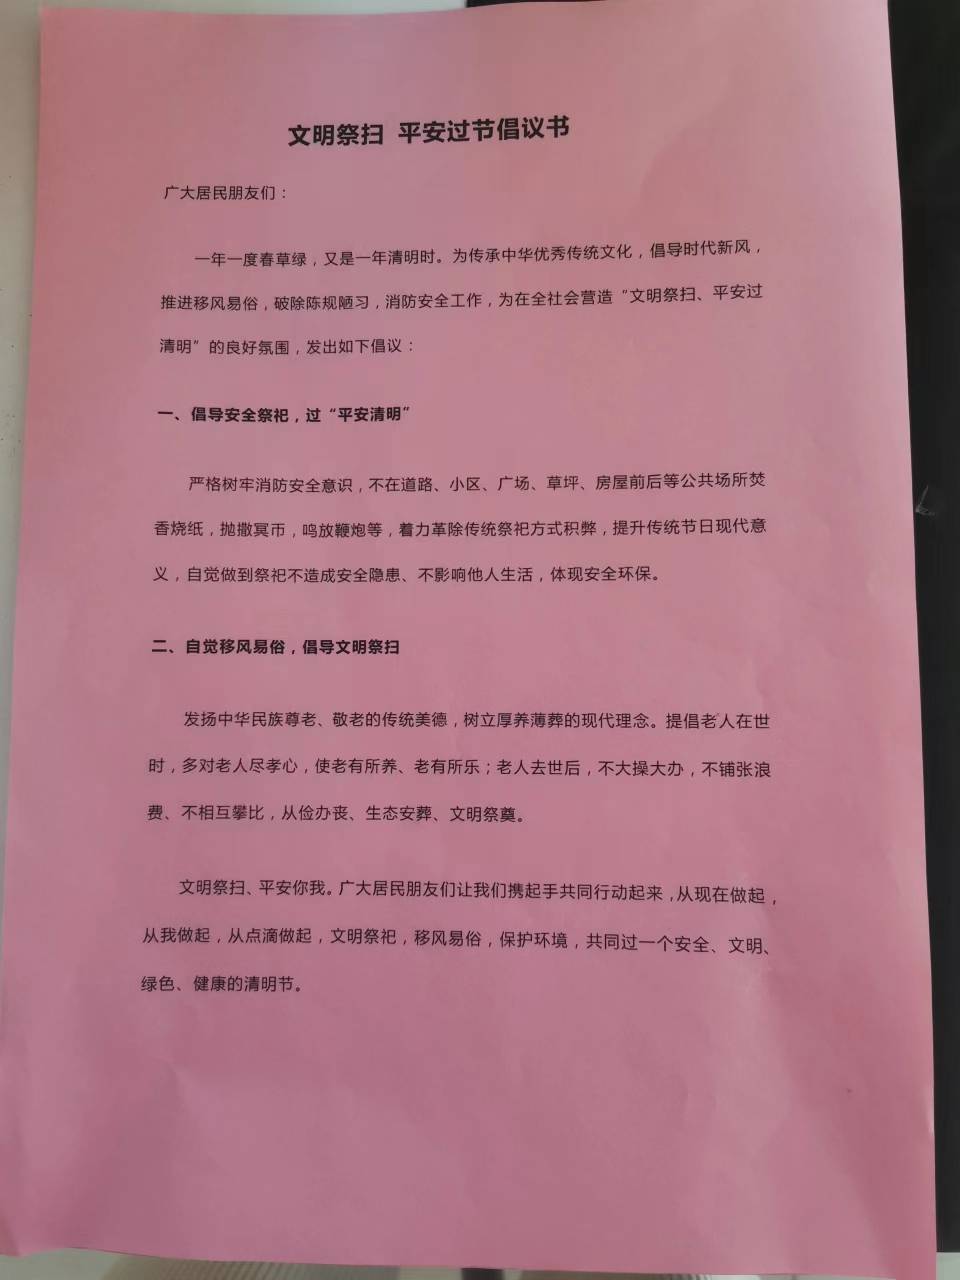 文明祭扫 平安过节倡议书
广大居民朋友们：
一年一度春草绿，又是一年清明时。为传承中华优秀传统文化，倡导时代新风，
推进移风易俗，破除陈规陋习，消防安全工作，为在全社会营造“文明祭扫、平安过
清明”的良好氛围，发出如下倡议：
一、倡导安全祭祀，过“平安清明”
严格树牢消防安全意识，不在道路、小区、广场、草坪、房屋前后等公共场所焚
香烧纸，抛撒冥币，鸣放鞭炮等，着力革除传统祭祀方式积弊，提升传统节日现代意
义，自觉做到祭祀不造成安全隐患、不影响他人生活，体现安全环保。
二、自觉移风易俗，倡导文明祭扫
发扬中华民族尊老、敬老的传统美德，树立厚养薄葬的现代理念。提倡老人在世
时，多对老人尽孝心，使老有所养、老有所乐；老人去世后，不大操大办，不铺张浪
费、不相互攀比，从俭办丧、生态安葬、文明祭奠。
文明祭扫、平安你我。广大居民朋友们让我们携起手共同行动起来，从现在做起，
从我做起，从点滴做起，文明祭祀，移风易俗，保护环境，共同过一个安全、文明、
绿色、健康的清明节。